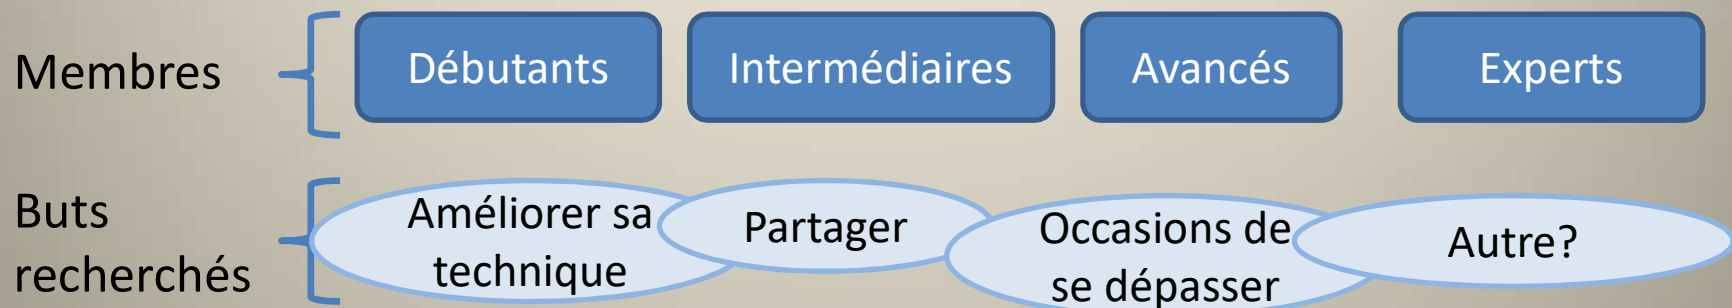 Membres
Débutants
Intermédiaires
Avancés
Experts
Buts
recherchés
Améliorer sa
technique
Partager
Occasions de
se dépasser
Autre?